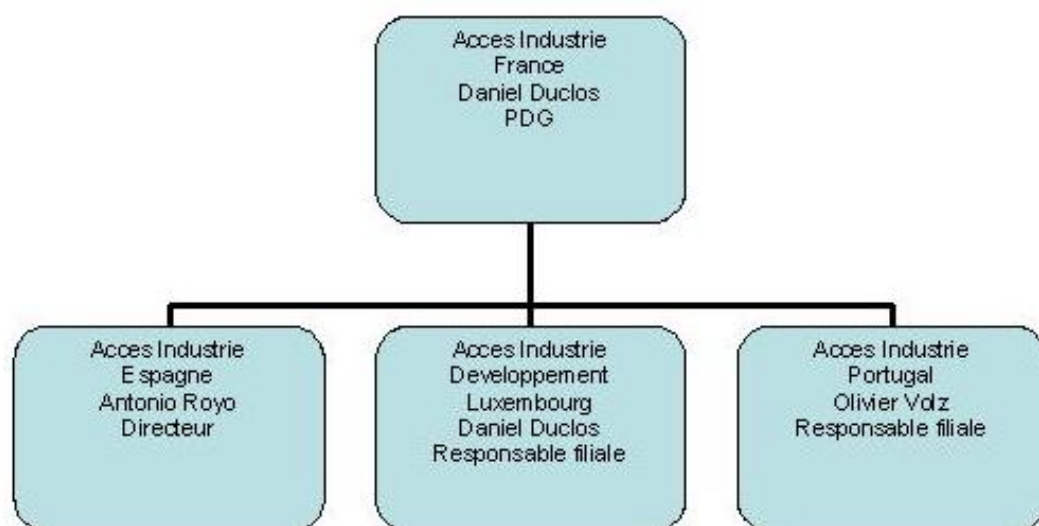 Acces Industrie
France
Daniel Duclos
PDG
Acces Industrie
Espagne
Antonio Royo
Directeur
Acces Industrie
Developpement
Luxembourg
Daniel Duclos
Responsable filiale
Acces Industrie
Portugal
Olivier Volz
Responsable filiale